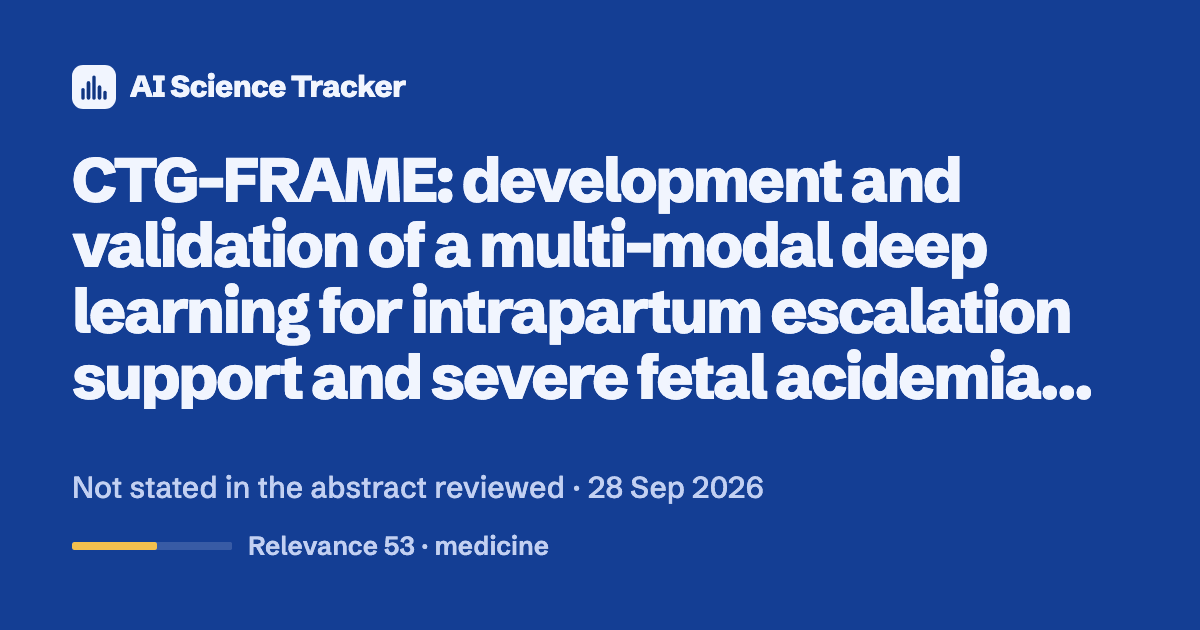 AI Science Tracker
CTG-FRAME: development and
validation of a multi-modal deep
learning for intrapartum escalation
support and severe fetal acidemia...
Not stated in the abstract reviewed · 28 Sep 2026
Relevance 53 · medicine